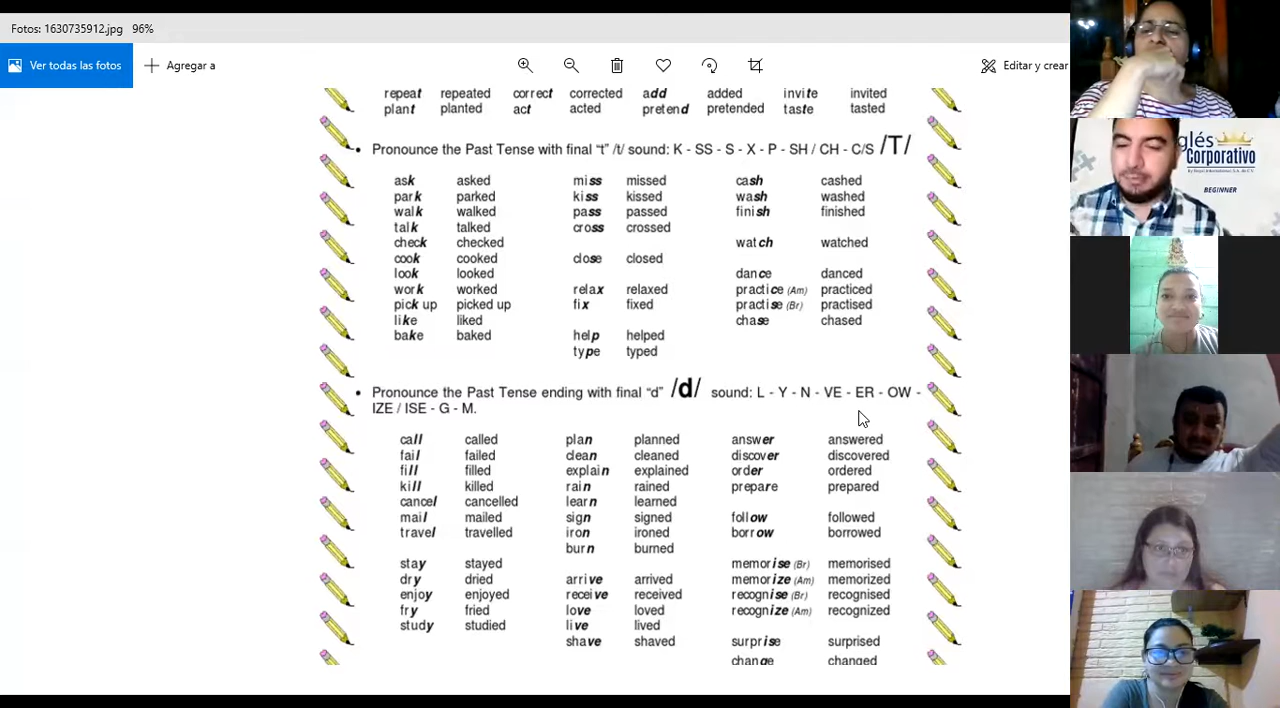 Fotos: 1630735912.jpg 96%
Ver todas las fotos
Agregar a
Editar y crear
repeat repeated correct corrected add added invite invited
plant planted act acted pretend pretended taste tasted
• Pronounce the Past Tense with final “t” /t/ sound: K - SS - S - X - P - SH / CH - C/S /T/
ask asked miss missed cash cashed
park parked kiss kissed wash washed
walk walked pass passed finish finished
talk talked cross crossed
check checked watch watched
cook cooked close closed
look looked dance danced
work worked relax relaxed practice (Am) practiced
pick up picked up fix fixed practise (Br) practised
like liked chase chased
bake baked help helped
type typed
• Pronounce the Past Tense ending with final “d” /d/ sound: L - Y - N - VE - ER - OW -
IZE / ISE - G - M.
call called plan planned answer answered
fail failed clean cleaned discover discovered
fill filled explain explained order ordered
kill killed rain rained prepare prepared
cancel cancelled learn learned
mail mailed sign signed follow followed
travel travelled iron ironed borrow borrowed
burn burned
stay stayed memorise (Br) memorised
dry dried arrive arrived memorize (Am) memorized
enjoy enjoyed receive received recognise (Br) recognised
fry fried love loved recognize (Am) recognized
study studied live lived
shave shaved surprise surprised
change changed
glés
Corporativo
BEGINNER